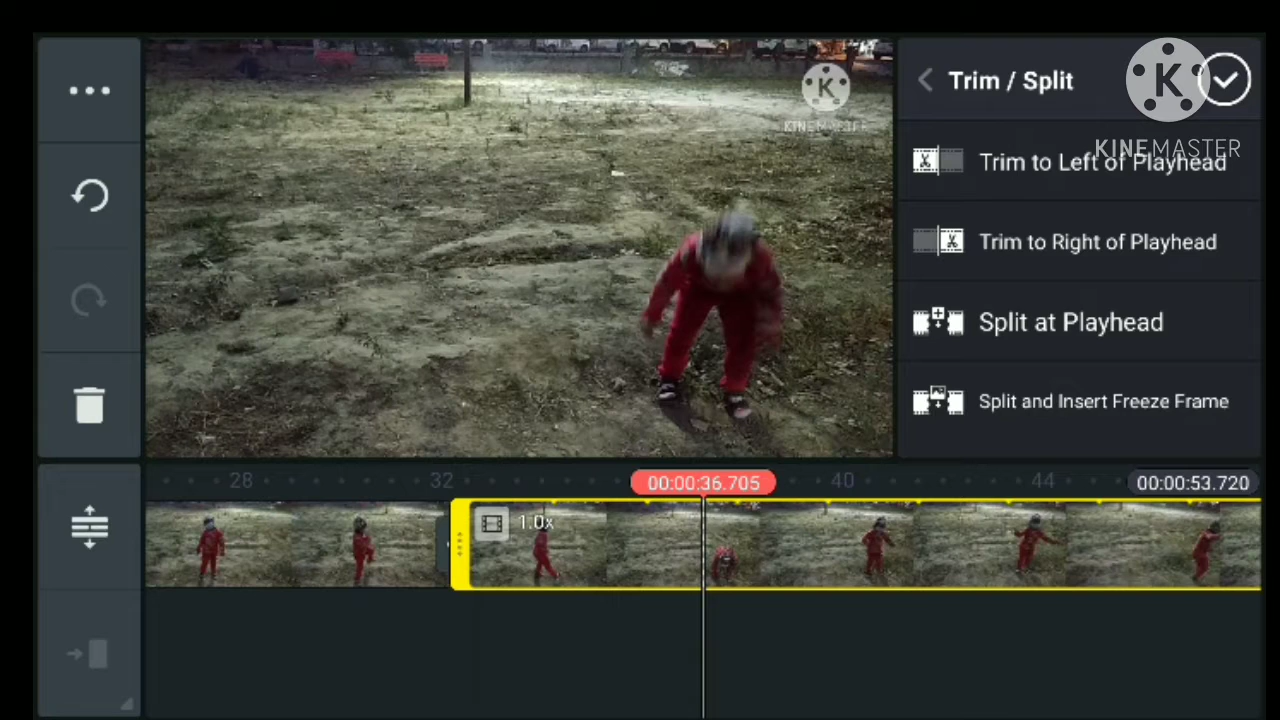 Trim / Split
K
KINEMASTER
Trim to Left of Playhead
Trim to Right of Playhead
Split at Playhead
Split and Insert Freeze Frame
K
KINEMASTER
28
32
00:00:36.705
40
44
00:00:53.720
1.0x